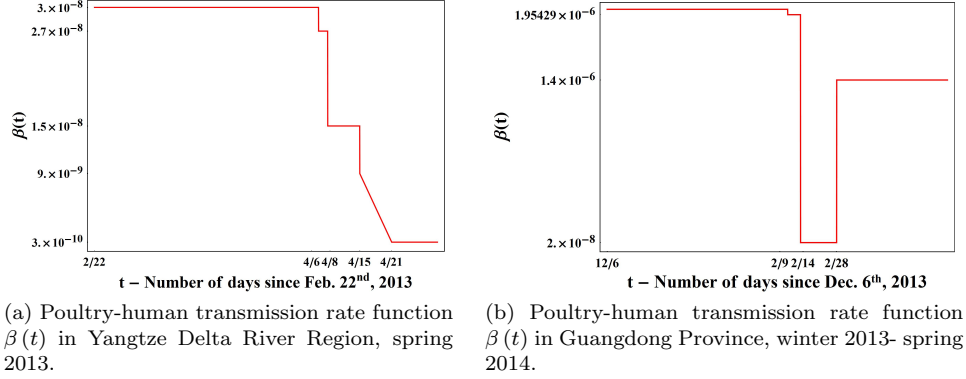 3.×10⁻⁸
2.7×10⁻⁸
1.5×10⁻⁸
9.×10⁻⁹
3.×10⁻¹⁰
β(t)
2/22 4/6 4/8 4/15 4/21
t – Number of days since Feb. 22ⁿᵈ, 2013
(a) Poultry-human transmission rate function
β (t) in Yangtze Delta River Region, spring
2013.
1.95429×10⁻⁶
1.4×10⁻⁶
2.×10⁻⁸
β(t)
12/6 2/9 2/14 2/28
t – Number of days since Dec. 6ᵗʰ, 2013
(b) Poultry-human transmission rate function
β (t) in Guangdong Province, winter 2013- spring
2014.